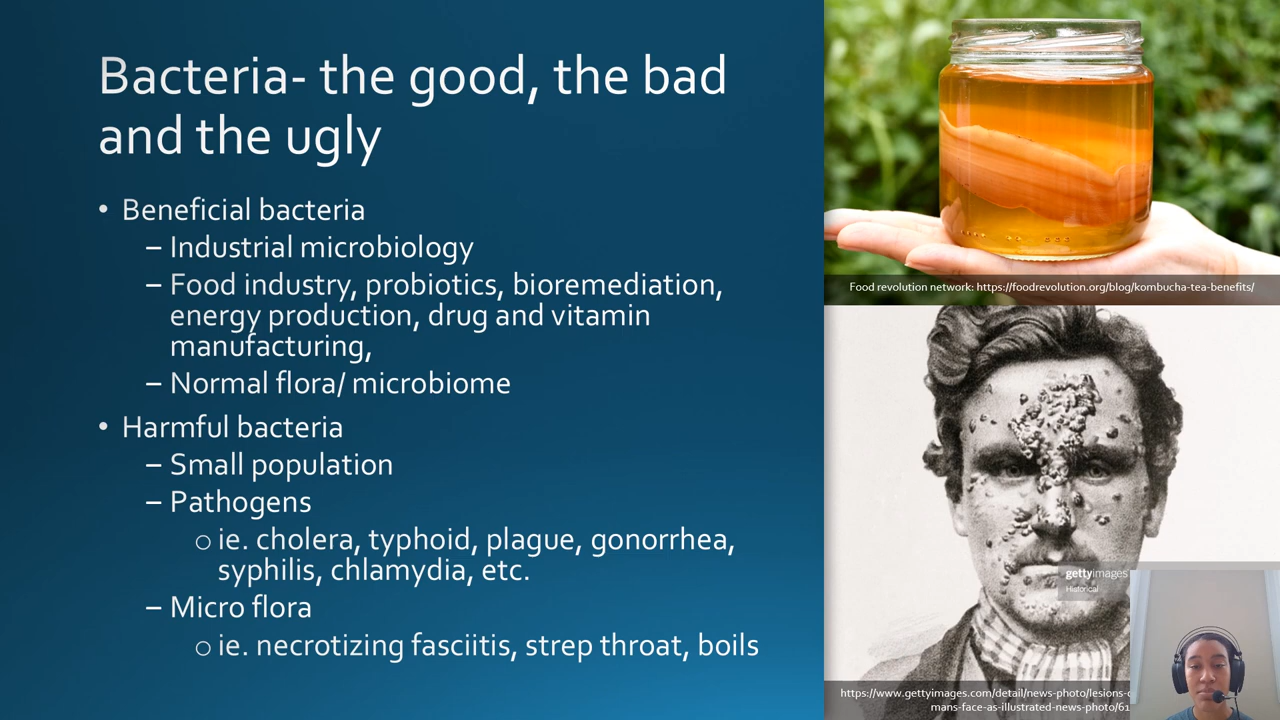 Bacteria- the good, the bad
and the ugly
• Beneficial bacteria
– Industrial microbiology
– Food industry, probiotics, bioremediation,
energy production, drug and vitamin
manufacturing,
– Normal flora/ microbiome
• Harmful bacteria
– Small population
– Pathogens
○ ie. cholera, typhoid, plague, gonorrhea,
syphilis, chlamydia, etc.
– Micro flora
○ ie. necrotizing fasciitis, strep throat, boils
Food revolution network: https://foodrevolution.org/blog/kombucha-tea-benefits/
gettyimages
Historical
https://www.gettyimages.com/detail/news-photo/lesions-
mans-face-as-illustrated-news-photo/61